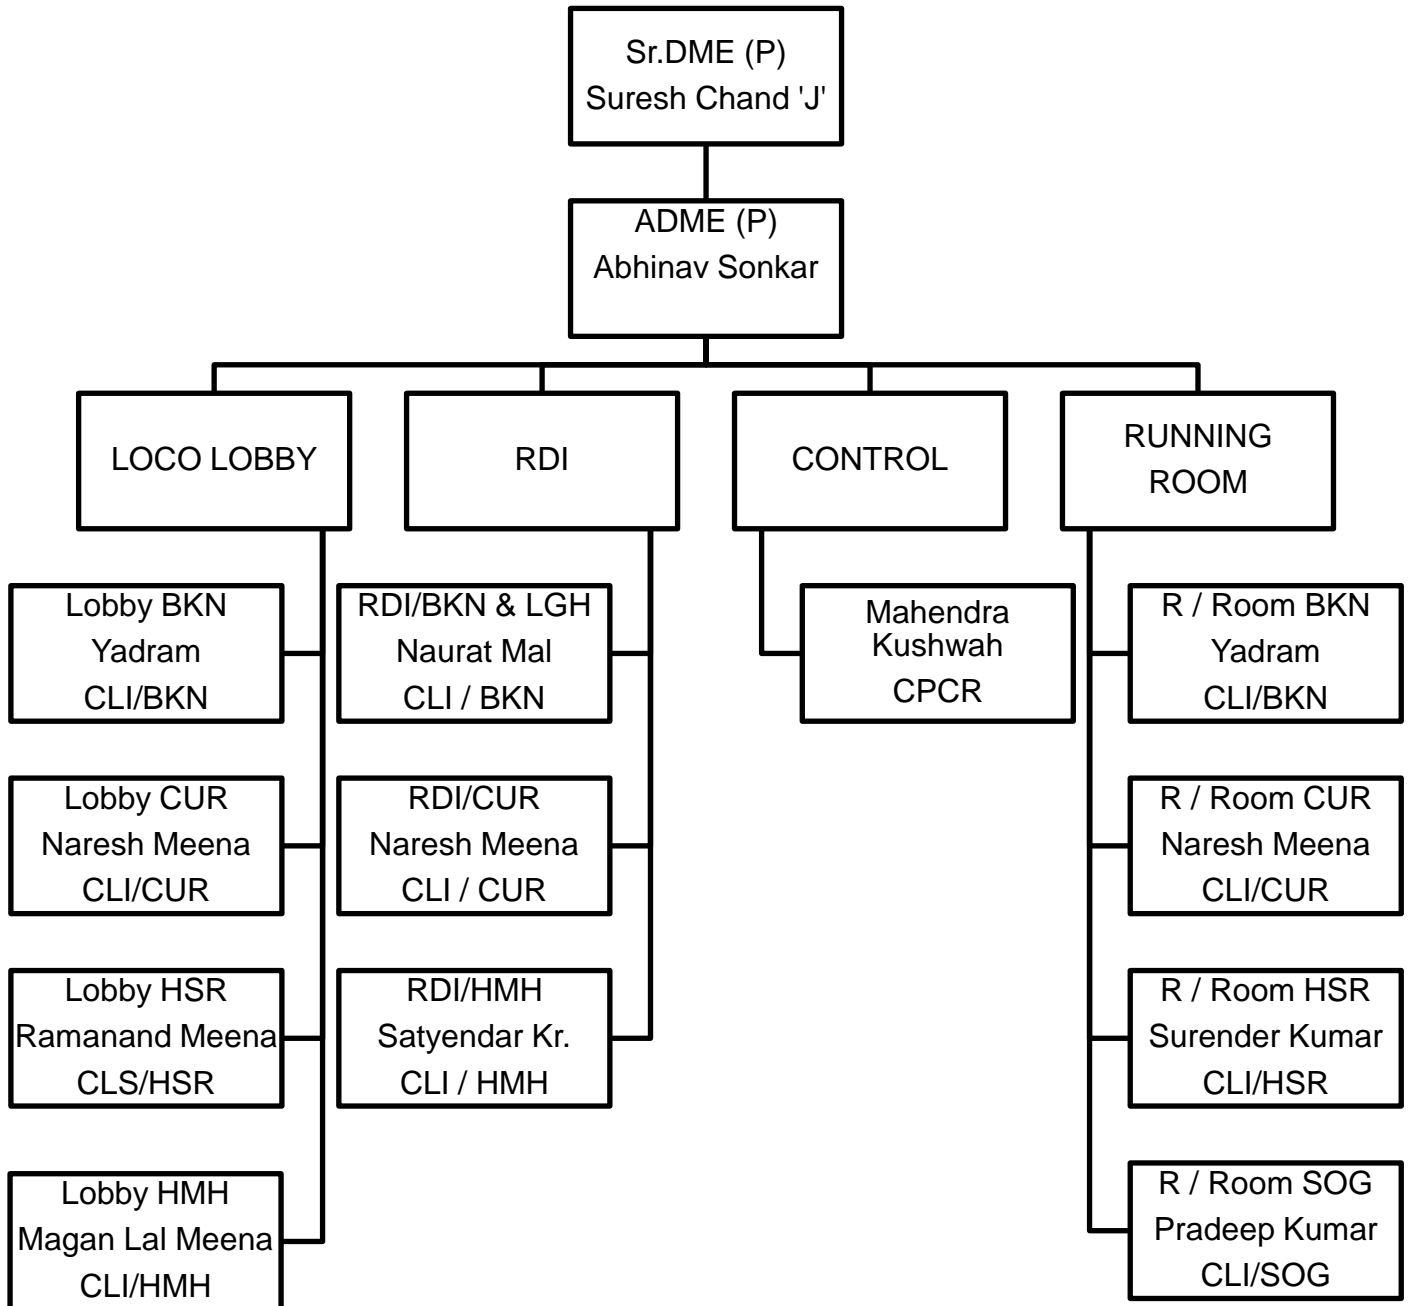 Sr.DME (P)
Suresh Chand 'J'
ADME (P)
Abhinav Sonkar
LOCO LOBBY
RDI
CONTROL
RUNNING
ROOM
Lobby BKN
Yadram
CLI/BKN
Lobby CUR
Naresh Meena
CLI/CUR
Lobby HSR
Ramanand Meena
CLS/HSR
Lobby HMH
Magan Lal Meena
CLI/HMH
RDI/BKN & LGH
Naurat Mal
CLI / BKN
RDI/CUR
Naresh Meena
CLI / CUR
RDI/HMH
Satyendar Kr.
CLI / HMH
Mahendra
Kushwah
CPCR
R / Room BKN
Yadram
CLI/BKN
R / Room CUR
Naresh Meena
CLI/CUR
R / Room HSR
Surender Kumar
CLI/HSR
R / Room SOG
Pradeep Kumar
CLI/SOG